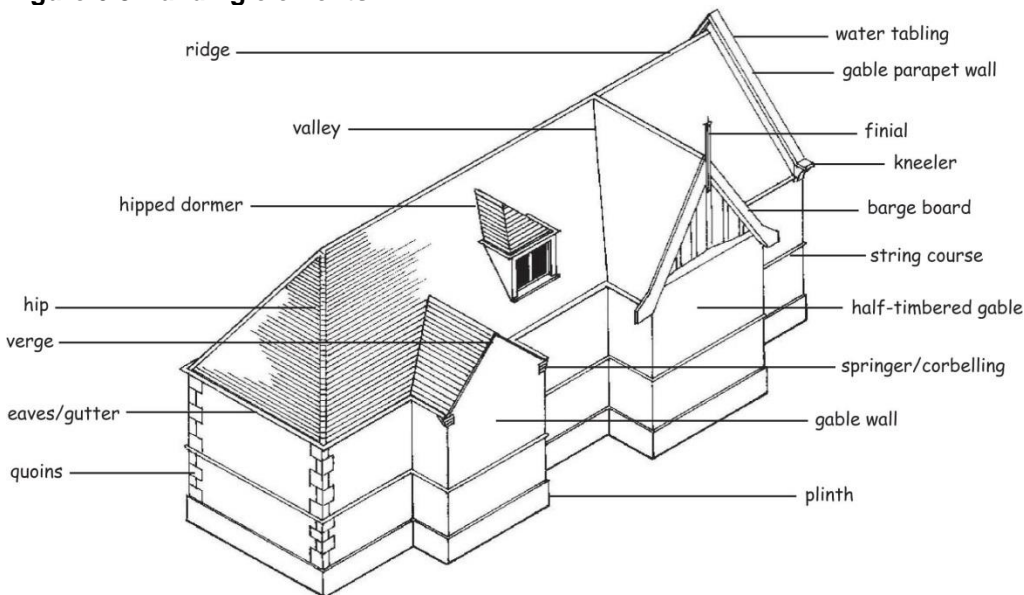 ridge
valley
hipped dormer
hip
verge
eaves/gutter
quoins
water tabling
gable parapet wall
finial
kneeler
barge board
string course
half-timbered gable
springer/corbelling
gable wall
plinth